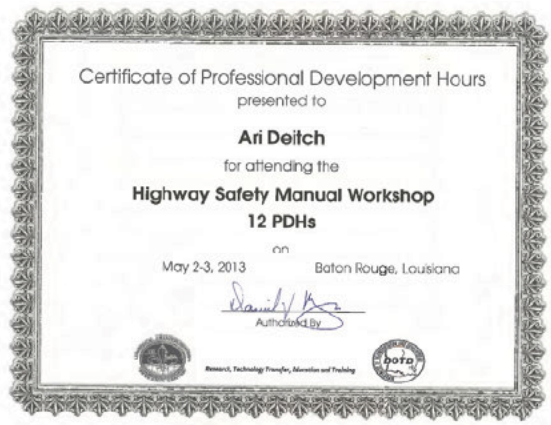 Certificate of Professional Development Hours
presented to
Ari Deitch
for attending the
Highway Safety Manual Workshop
12 PDHs
on
May 2-3, 2013 Baton Rouge, Louisiana
Authorized By
Research, Technology Transfer, Education and Training
DOTD